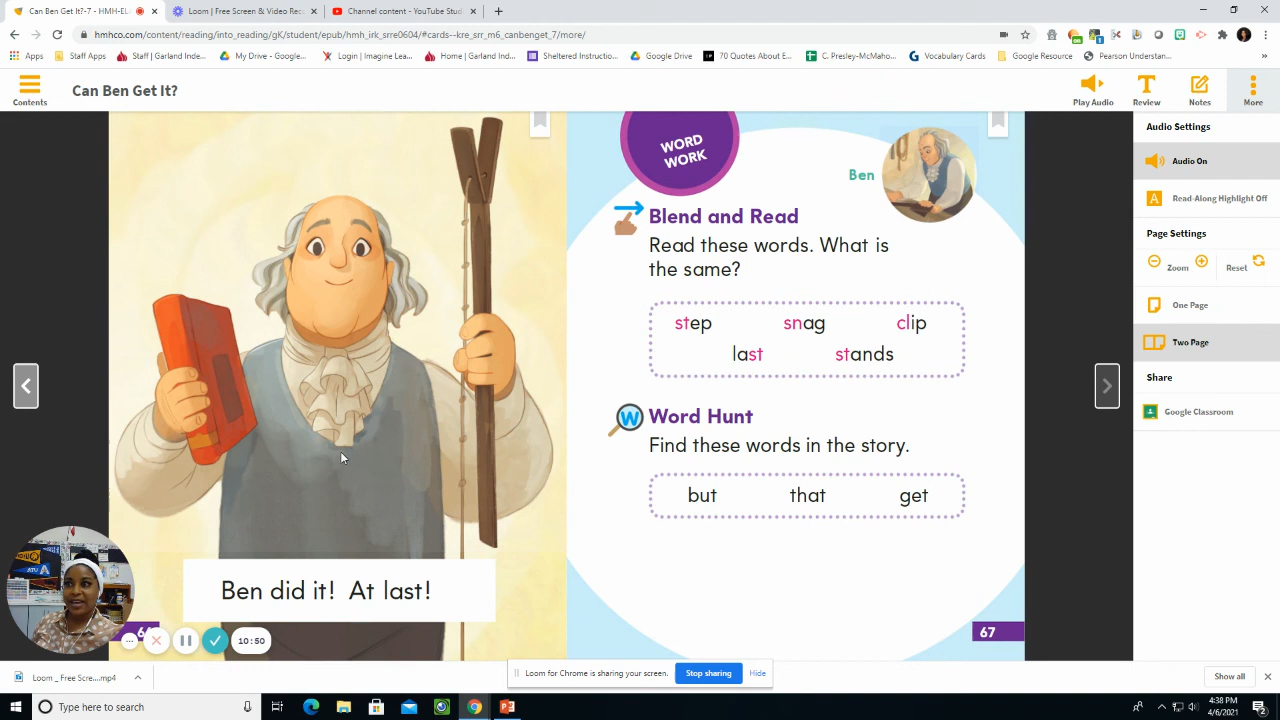 Can Ben Get It?-7 - HMH-EL
Loom | Free Screen & Video Rec
Channel content - YouTube Stud
hmhco.com/content/reading/into_reading/gK/student/epub/hmh_irk_srre0604/#cards--kre_srr_m6_canbenget_7/more/
Apps
Staff
Staff | Garland Ind...
My Drive - Google...
Login | Imagine Lea...
Home | Garland Ind...
Sheltered Instructio...
Google Drive
70 Quotes About E...
C. Presley-McMaho...
Vocabulary Cards
Google Resource
Pearson Understan...
Contents
Can Ben Get It?
Play Audio
Review
Notes
More
WORD
WORK
Ben
Blend and Read
Read these words. What is
the same?
step snag clip
last stands
Word Hunt
Find these words in the story.
but that get
67
Ben did it! At last!
ATU
10:50
Audio Settings
Audio On
Read-Along Highlight Off
Page Settings
Zoom
Reset
One Page
Two Page
Share
Google Classroom
Loom for Chrome is sharing your screen.
Stop sharing
Hide
Loom _ Free Scre....mp4
Show all
Type here to search
4:38 PM
4/6/2021